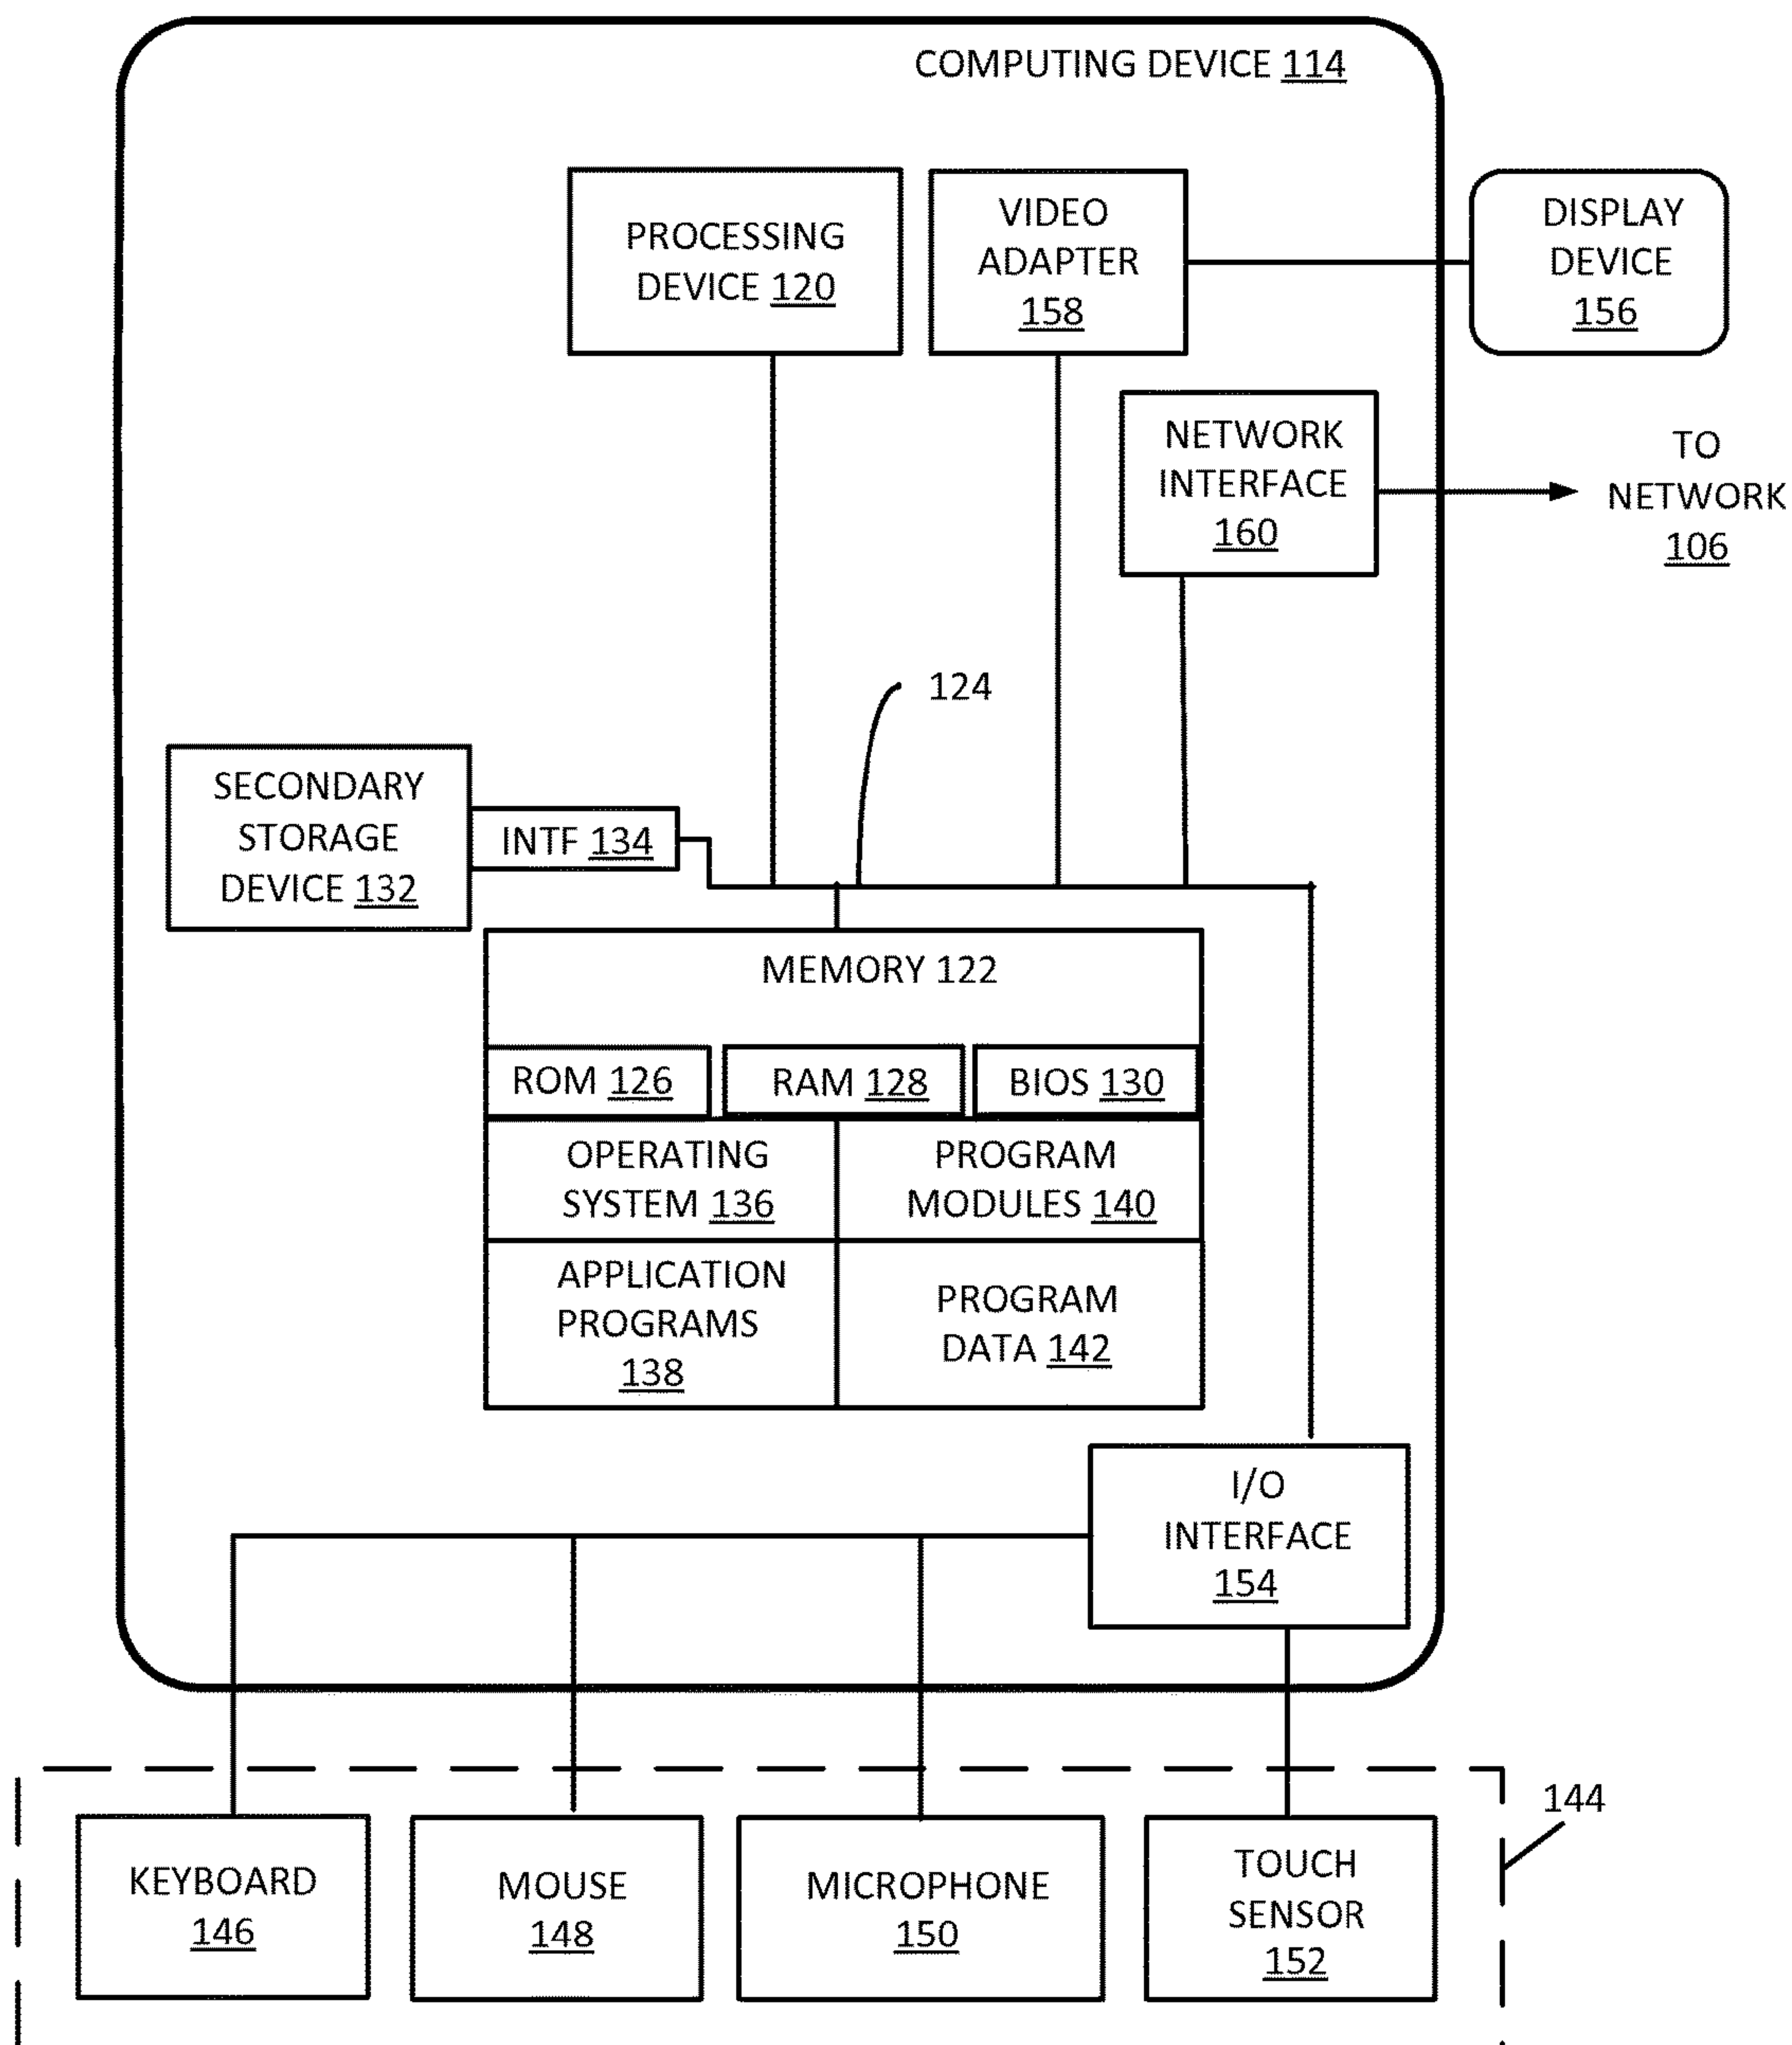 COMPUTING DEVICE 114
PROCESSING
DEVICE 120
VIDEO
ADAPTER
158
DISPLAY
DEVICE
156
NETWORK
INTERFACE
160
TO
NETWORK
106
124
SECONDARY
STORAGE
DEVICE 132
INTF 134
MEMORY 122
ROM 126
RAM 128
BIOS 130
OPERATING
SYSTEM 136
PROGRAM
MODULES 140
APPLICATION
PROGRAMS
138
PROGRAM
DATA 142
I/O
INTERFACE
154
144
KEYBOARD
146
MOUSE
148
MICROPHONE
150
TOUCH
SENSOR
152